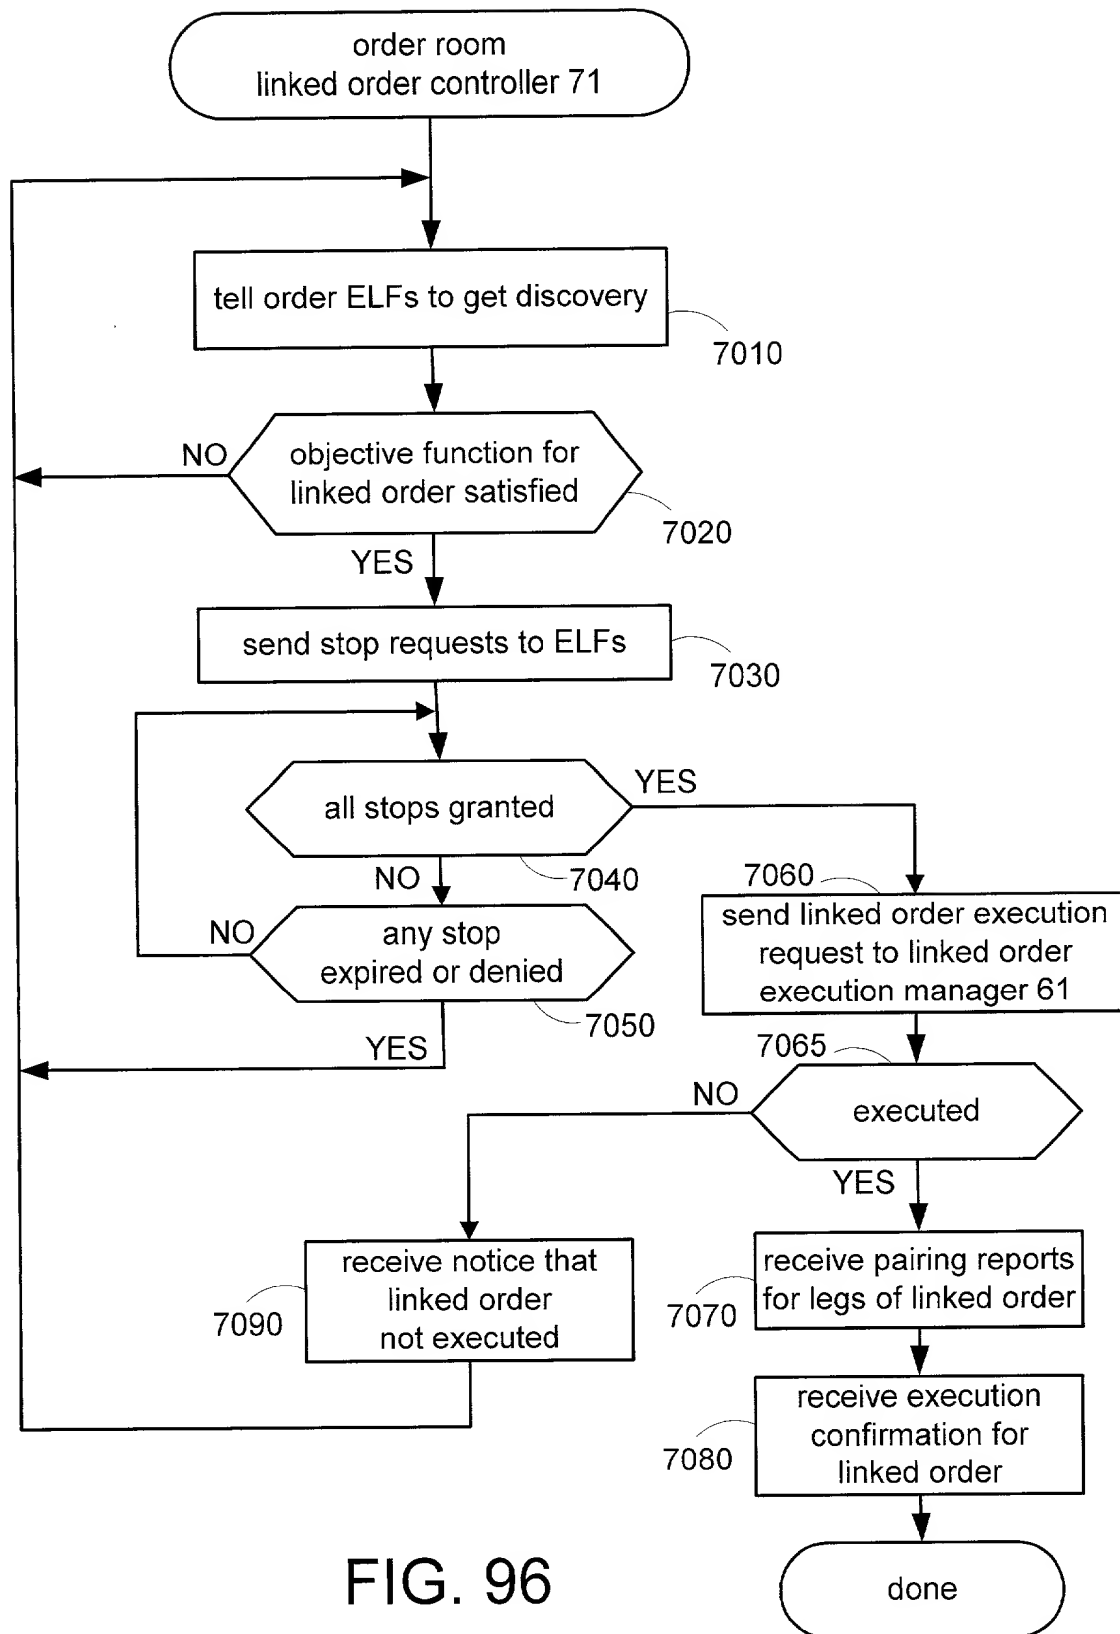 order room
linked order controller 71
tell order ELFs to get discovery
7010
NO
objective function for
linked order satisfied
7020
YES
send stop requests to ELFs
7030
all stops granted
YES
7040
NO
7060
send linked order execution
request to linked order
execution manager 61
NO
any stop
expired or denied
7050
YES
7065
NO
executed
YES
receive notice that
linked order
not executed
7090
receive pairing reports
for legs of linked order
7070
receive execution
confirmation for
linked order
7080
done
FIG. 96